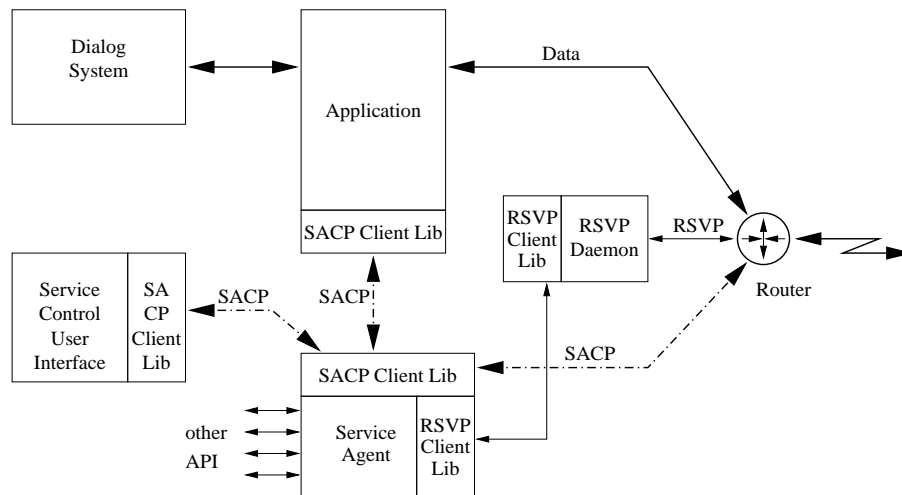 Dialog
System
Application
SACP Client Lib
Data
RSVP
Client
Lib
RSVP
Daemon
RSVP
Router
Service
Control
User
Interface
SA
CP
Client
Lib
SACP
SACP
SACP
SACP Client Lib
other
API
Service
Agent
RSVP
Client
Lib